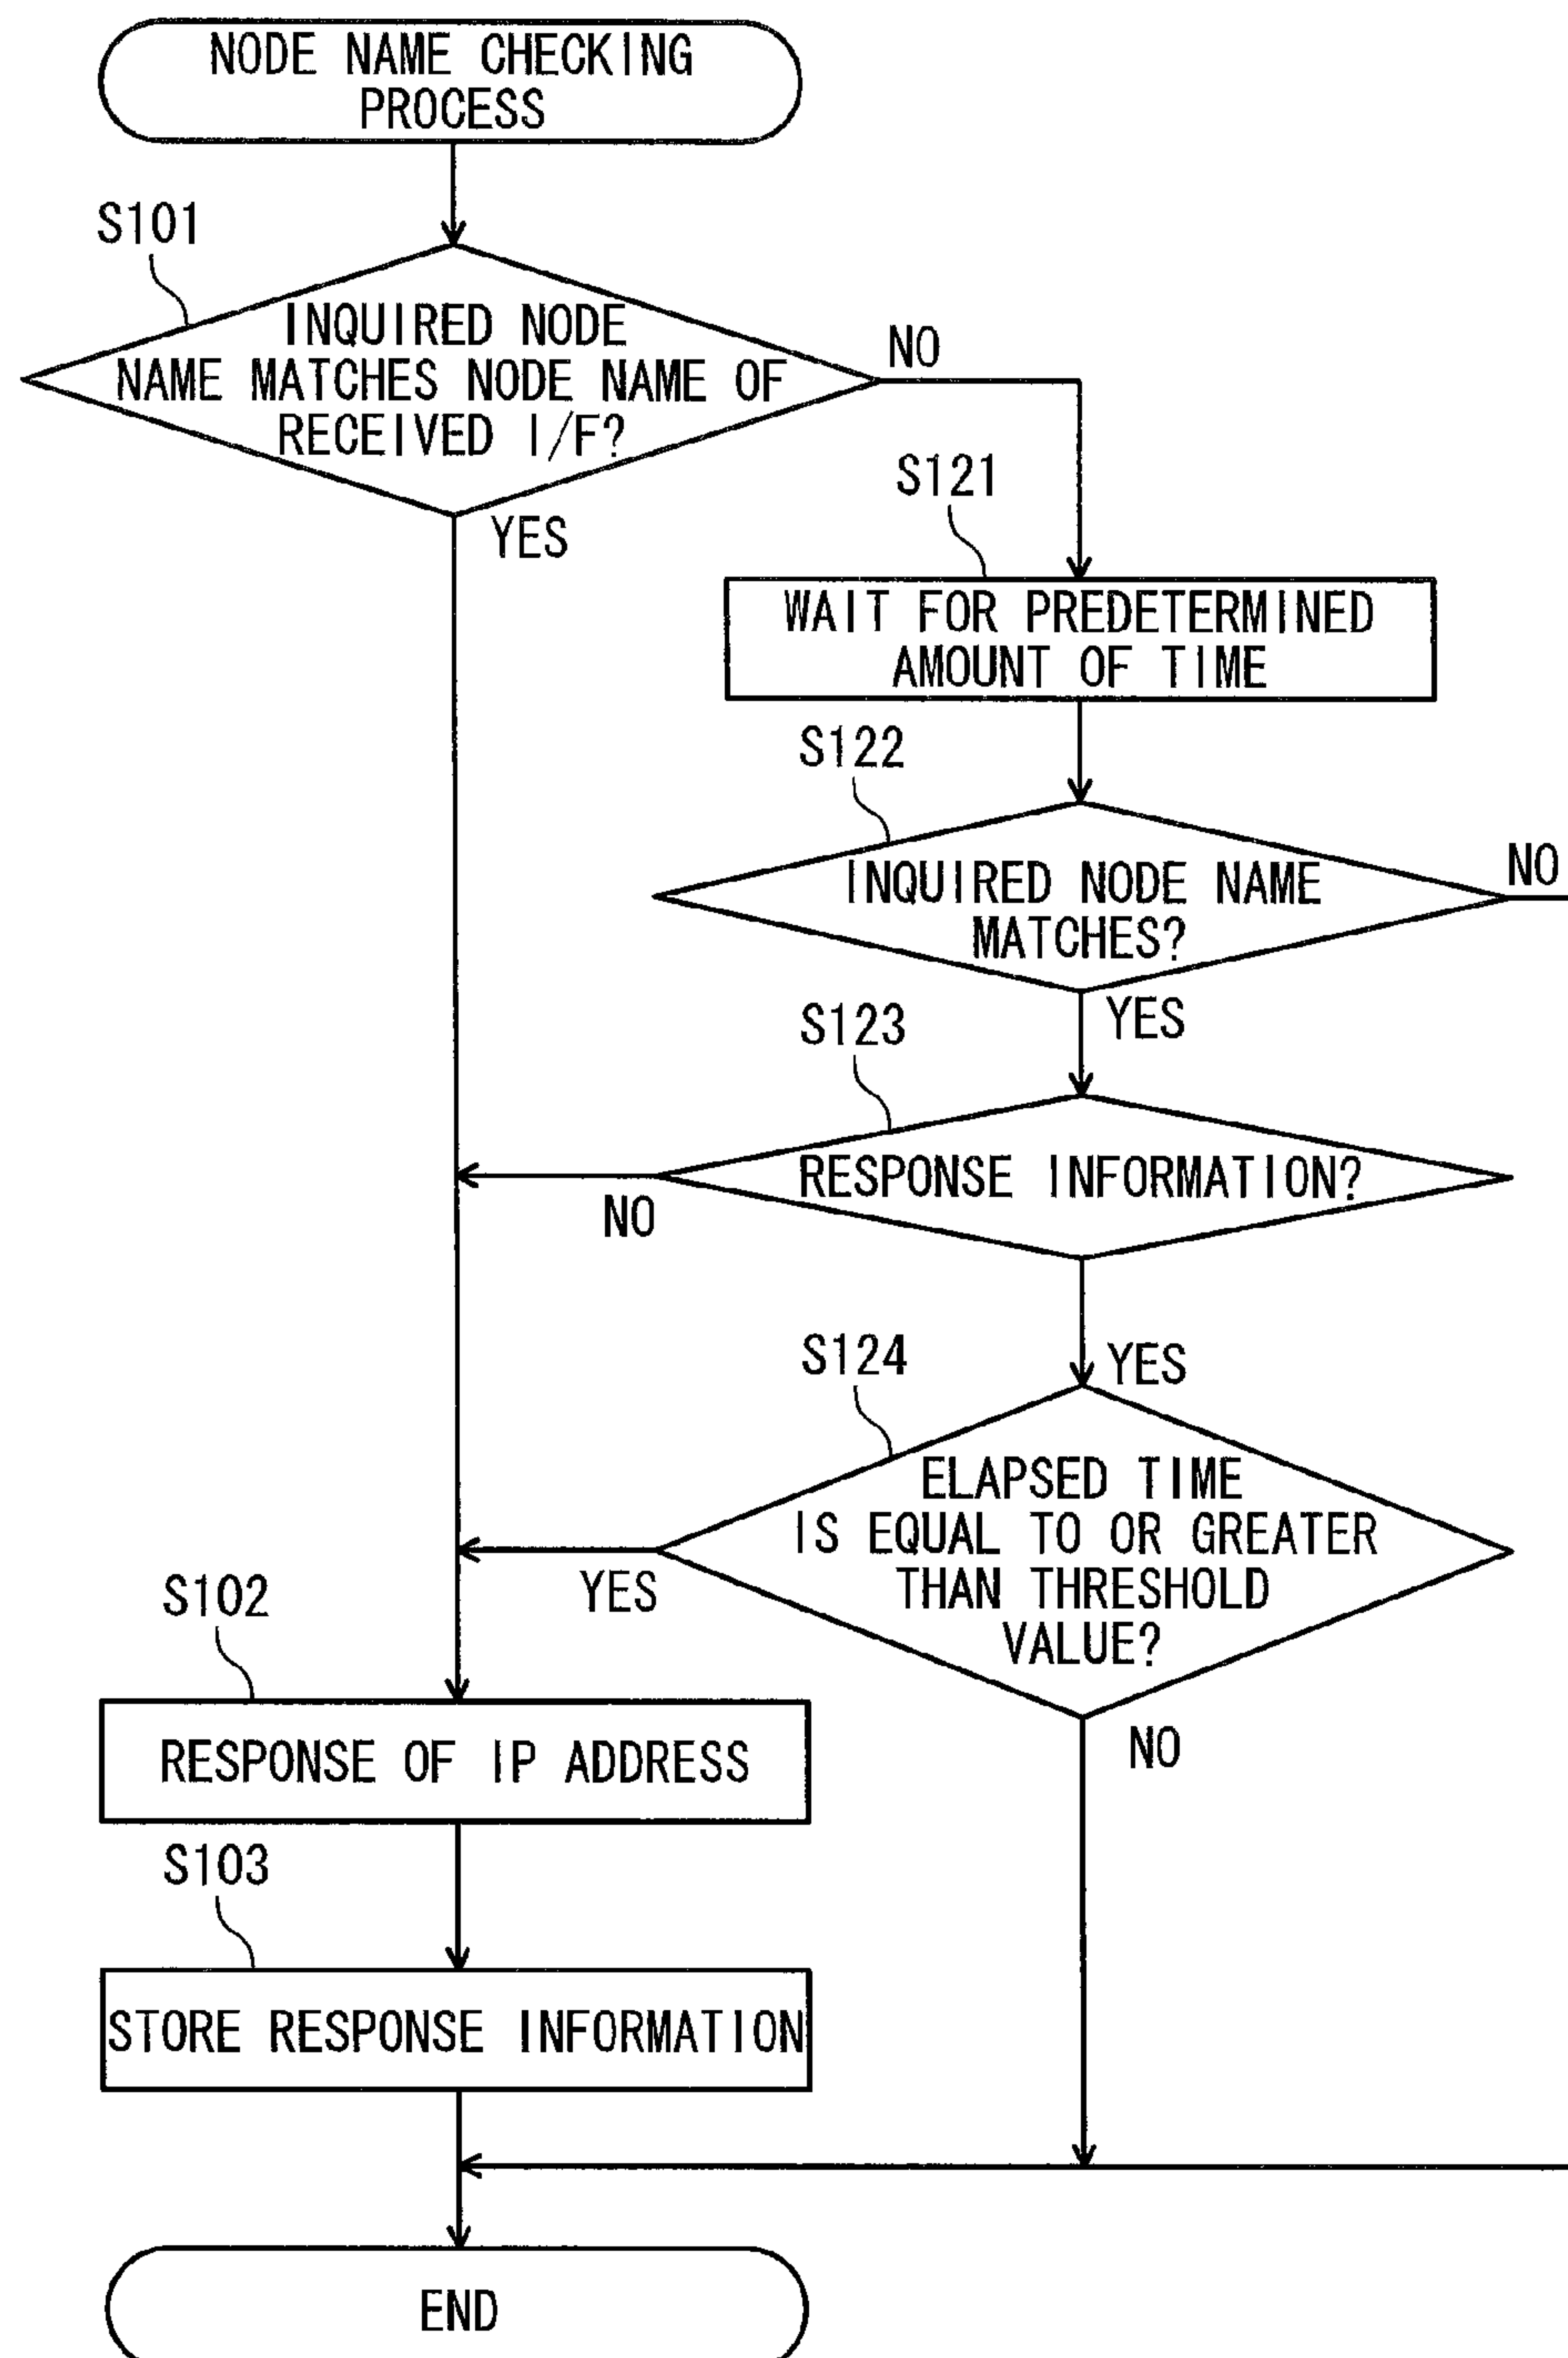 NODE NAME CHECKING
PROCESS
S101
INQUIRED NODE
NAME MATCHES NODE NAME OF
RECEIVED I/F?
NO
YES
S121
WAIT FOR PREDETERMINED
AMOUNT OF TIME
S122
INQUIRED NODE NAME
MATCHES?
NO
YES
S123
RESPONSE INFORMATION?
NO
YES
S124
ELAPSED TIME
IS EQUAL TO OR GREATER
THAN THRESHOLD
VALUE?
YES
NO
S102
RESPONSE OF IP ADDRESS
S103
STORE RESPONSE INFORMATION
END